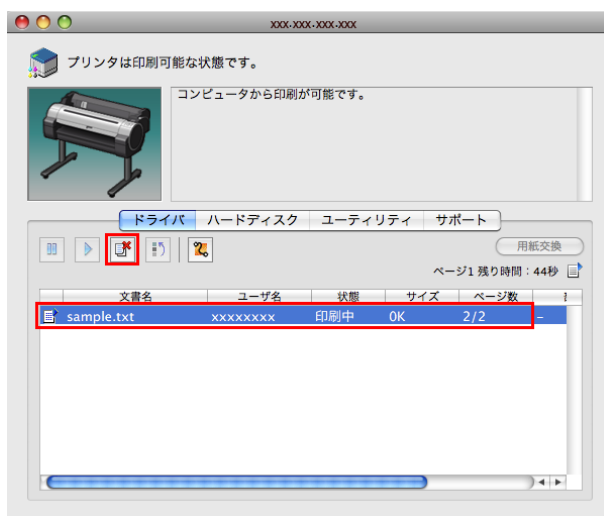 xxx-xxx-xxx-xxx
プリンタは印刷可能な状態です。
コンピュータから印刷が可能です。
ドライバ ハードディスク ユーティリティ サポート
用紙交換
ページ1 残り時間：44秒
文書名 ユーザ名 状態 サイズ ページ数
sample.txt xxxxxxxx 印刷中 0K 2/2 –